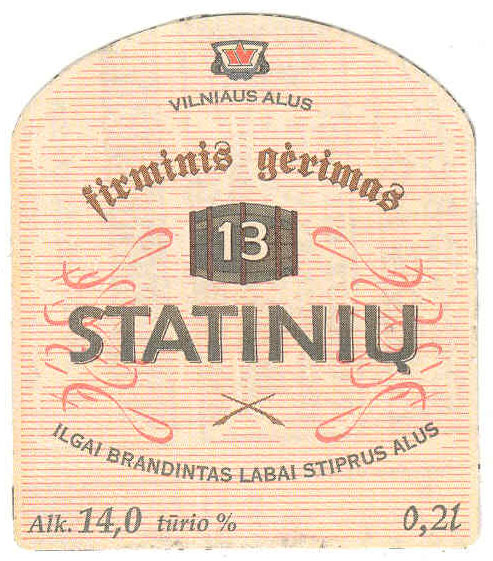 VILNIAUS ALUS
firminis gėrimas
13
STATINIŲ
ILGAI BRANDINTAS LABAI STIPRUS ALUS
Alk. 14,0 tūrio % 0,2l